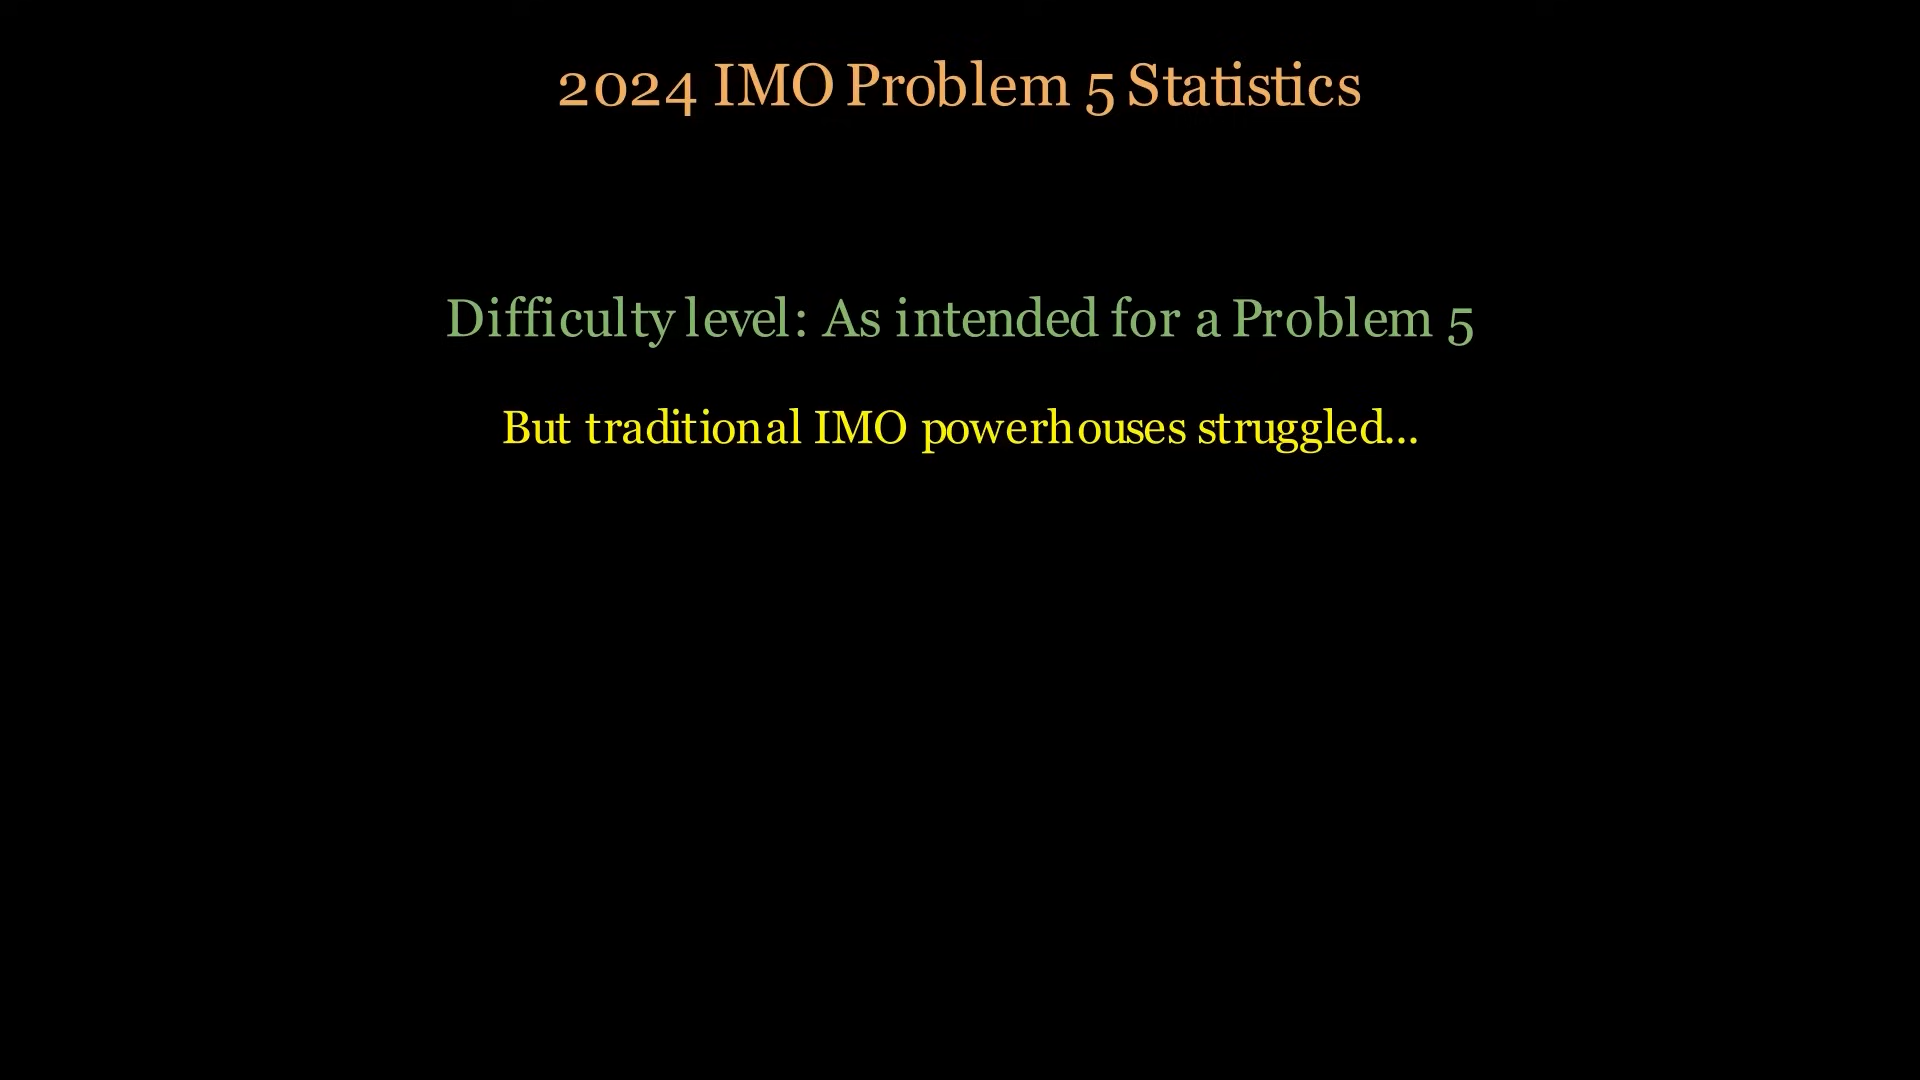 2024 IMO Problem 5 Statistics
Difficulty level: As intended for a Problem 5
But traditional IMO powerhouses struggled...